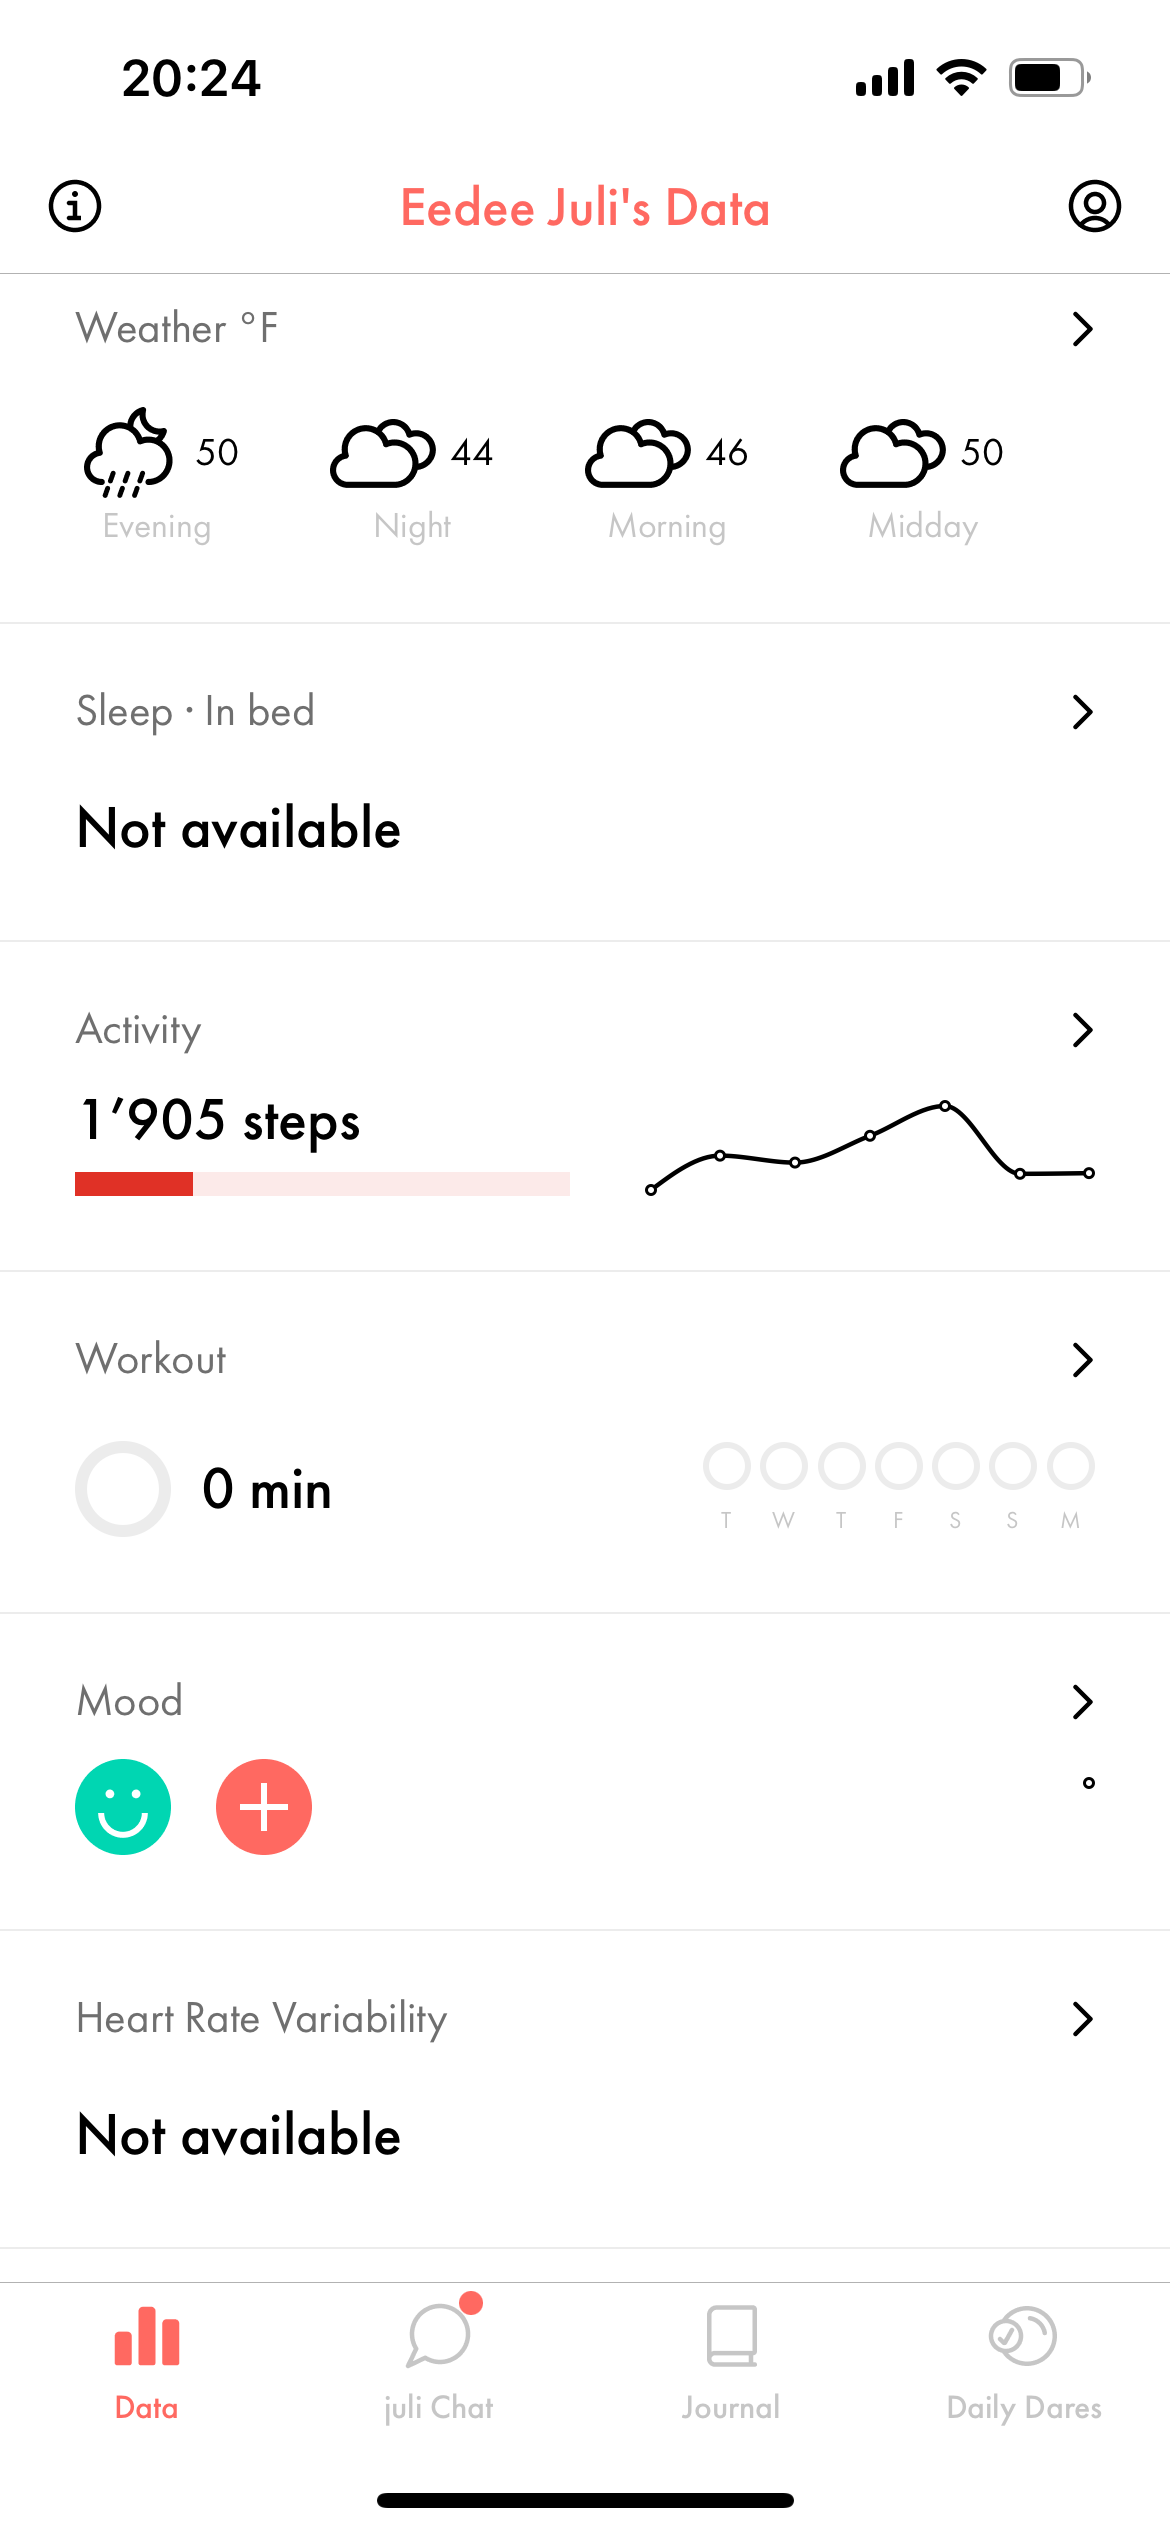 20:24
Eedee Juli's Data
Weather °F
50 44 46 50
Evening Night Morning Midday
Sleep · In bed
Not available
Activity
1’905 steps
Workout
0 min
T W T F S S M
Mood
Heart Rate Variability
Not available
Data juli Chat Journal Daily Dares